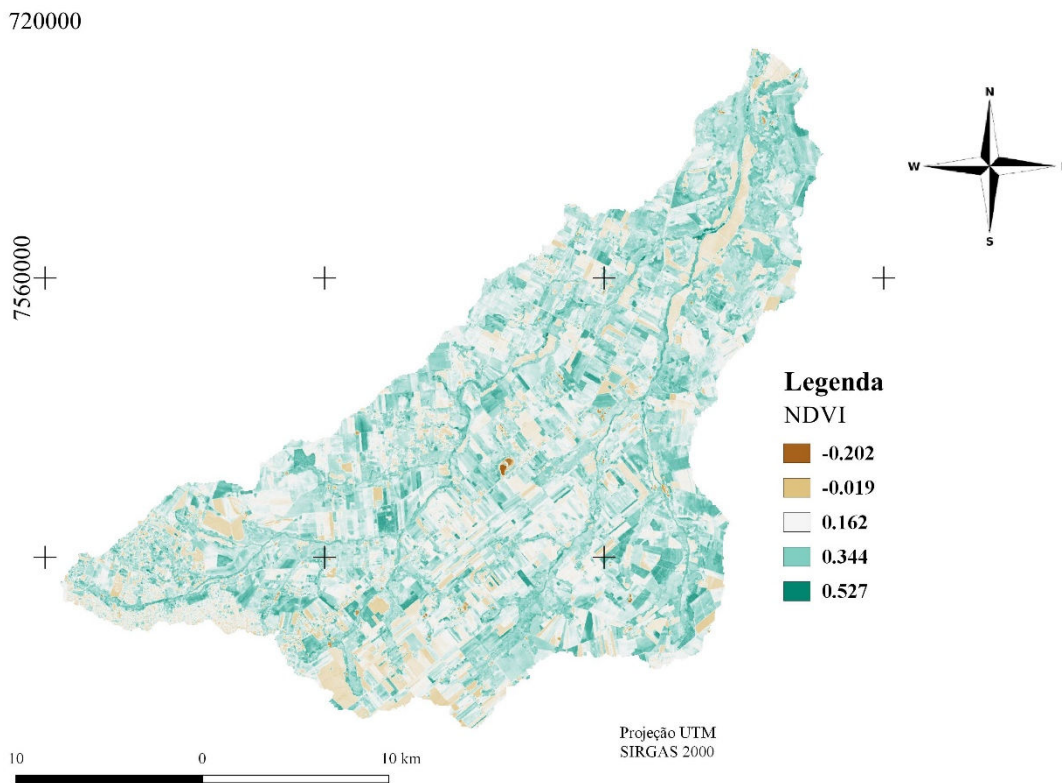 720000
N
W
S
7560000
Legenda
NDVI
-0.202
-0.019
0.162
0.344
0.527
Projeção UTM
SIRGAS 2000
10 0 10 km